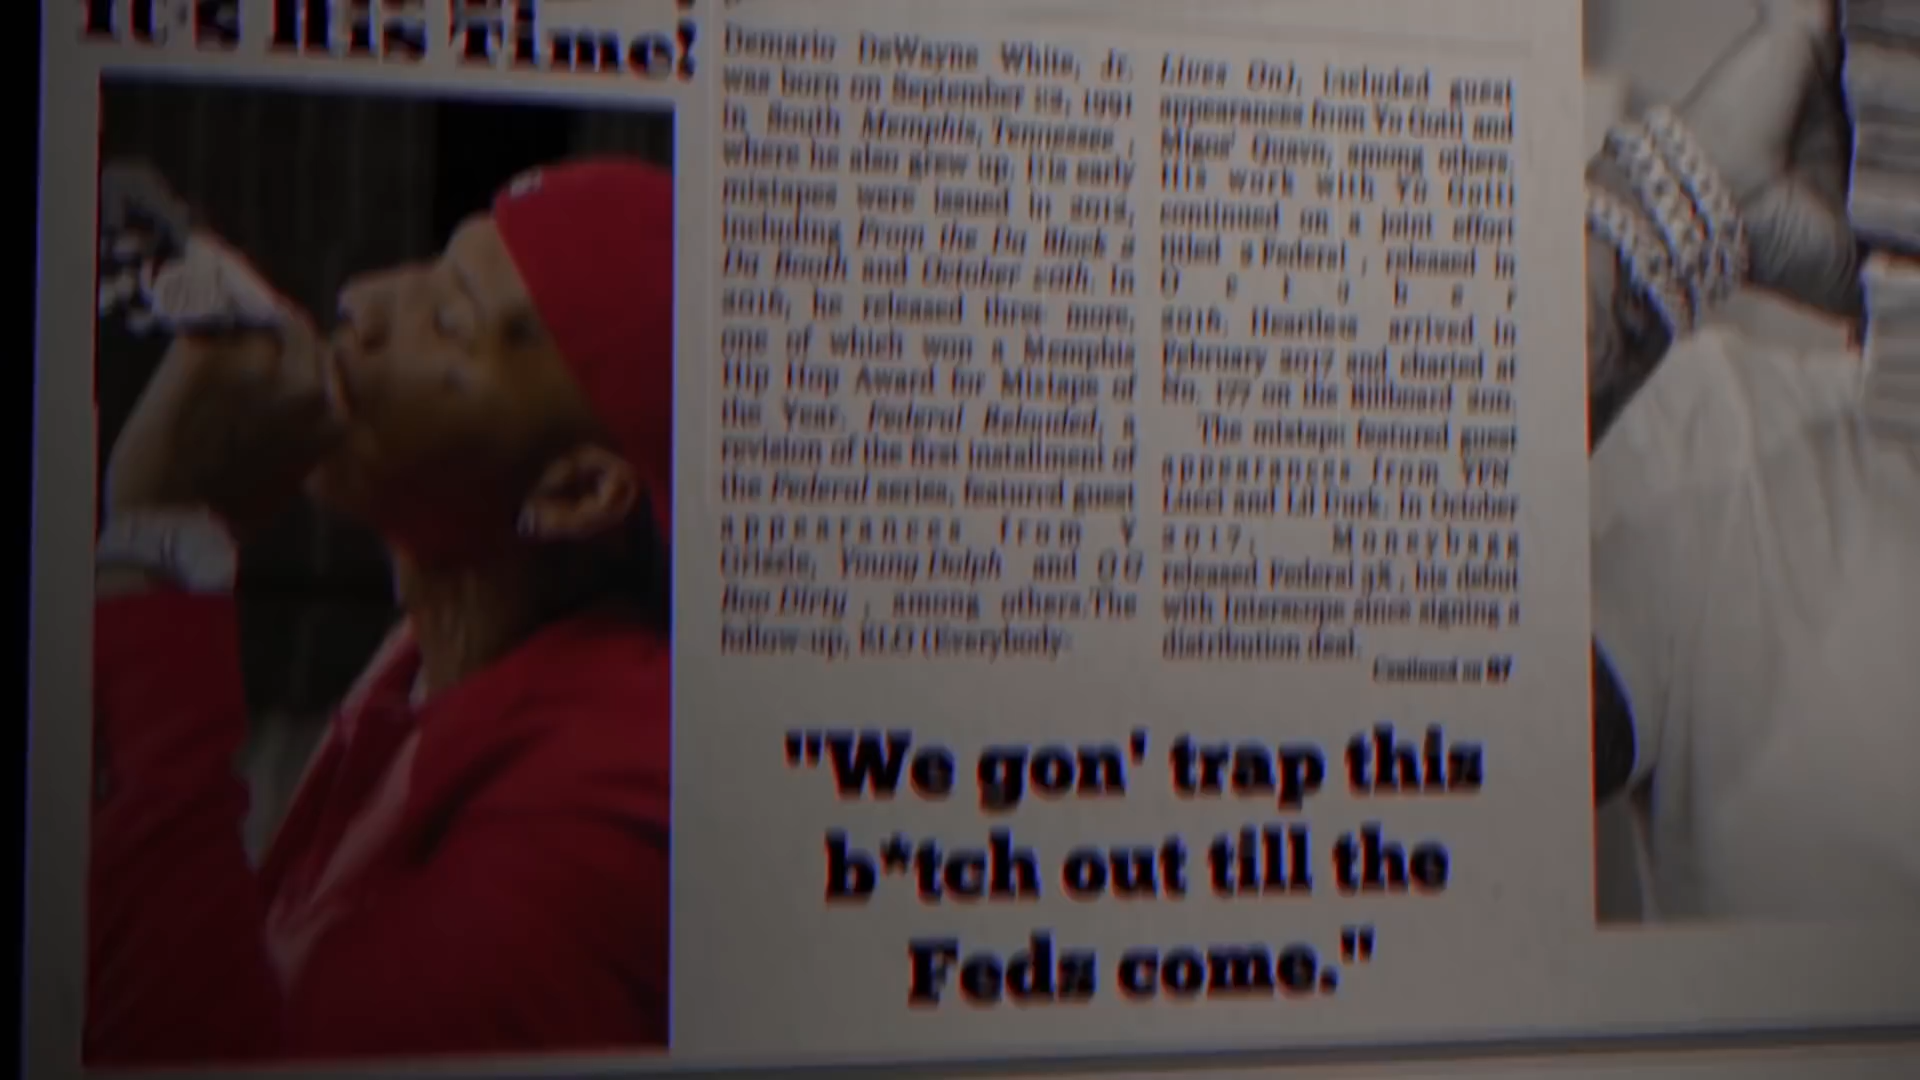 It's His Time!
Demario DeWayne White, Jr.
was born on September 22, 1991
in South Memphis, Tennessee ,
where he also grew up. His early
mixtapes were issued in 2012,
including From the Da Block 2
Da Booth and October 20th. In
2016, he released three more,
one of which won a Memphis
Hip Hop Award for Mixtape of
the Year. Federal Reloaded, a
revision of the first installment of
the Federal series, featured guest
appearances from Y
Grizzle, Young Dolph and OG
Boo Dirty , among others.The
follow-up, ELO (Everybody-
Lives On), included guest
appearances from Yo Gotti and
Migos' Quavo, among others.
His work with Yo Gotti
continued on a joint effort
titled 2 Federal , released in
O c t o b e r
2016. Heartless arrived in
February 2017 and charted at
No. 177 on the Billboard 200.
The mixtape featured guest
appearances from YFN
Lucci and Lil Durk. In October
2017, Moneybagg
released Federal 3X , his debut
with Interscope since signing a
distribution deal.
Continued on
"We gon' trap this
b*tch out till the
Feds come."